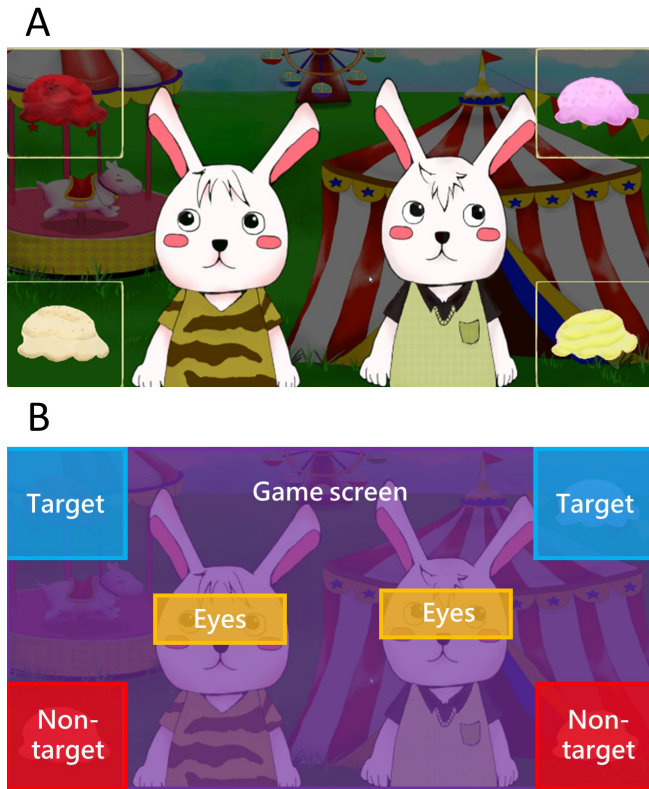 A
B
Game screen
Target
Target
Eyes
Eyes
Non-
target
Non-
target